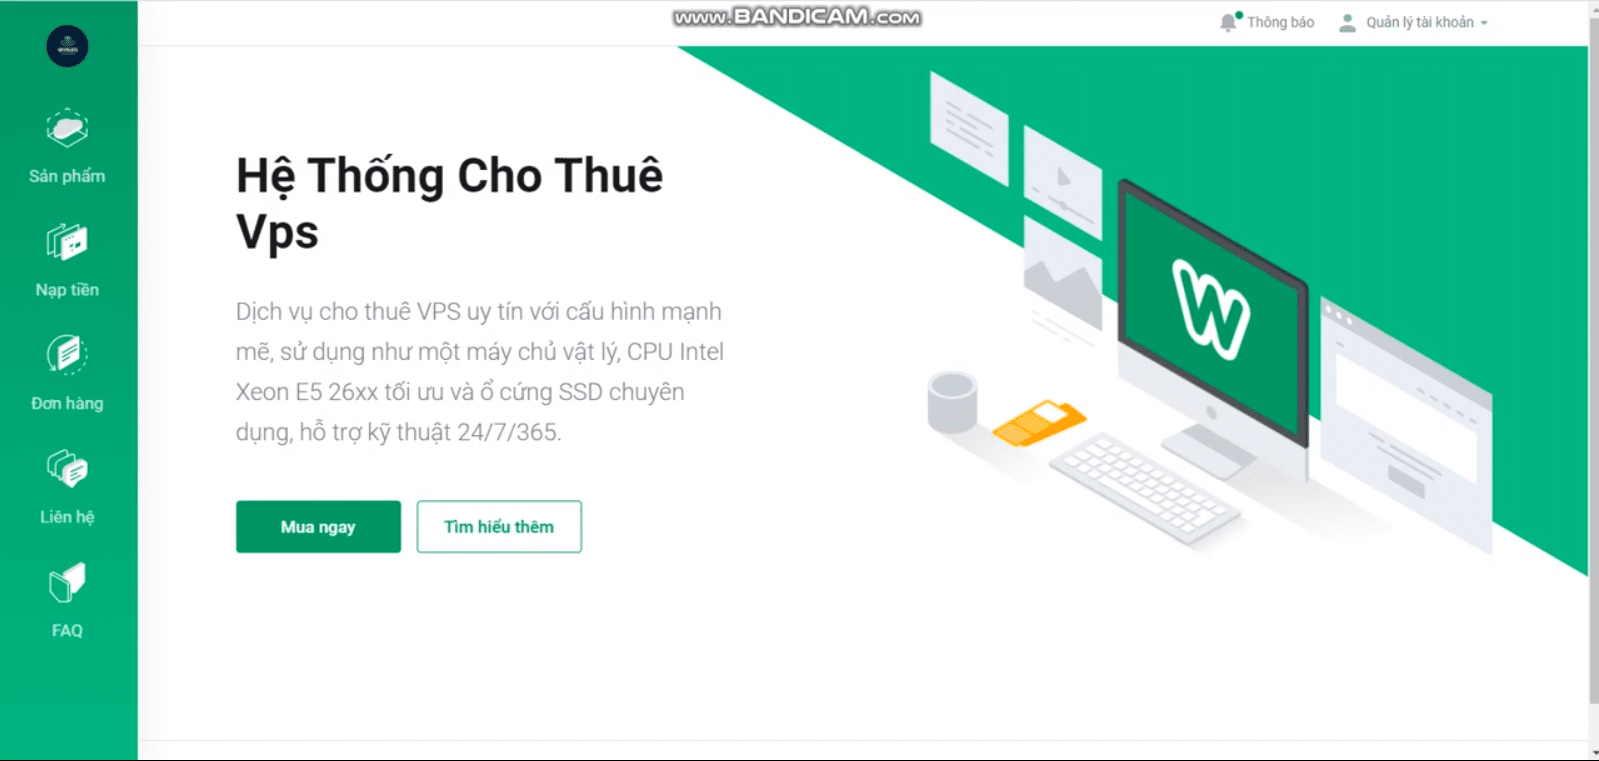 www.BANDICAM.com
Thông báo
Quản lý tài khoản
Sản phẩm
Nạp tiền
Đơn hàng
Liên hệ
FAQ
Hệ Thống Cho Thuê
Vps
Dịch vụ cho thuê VPS uy tín với cấu hình mạnh
mẽ, sử dụng như một máy chủ vật lý, CPU Intel
Xeon E5 26xx tối ưu và ổ cứng SSD chuyên
dụng, hỗ trợ kỹ thuật 24/7/365.
Mua ngay
Tìm hiểu thêm
W